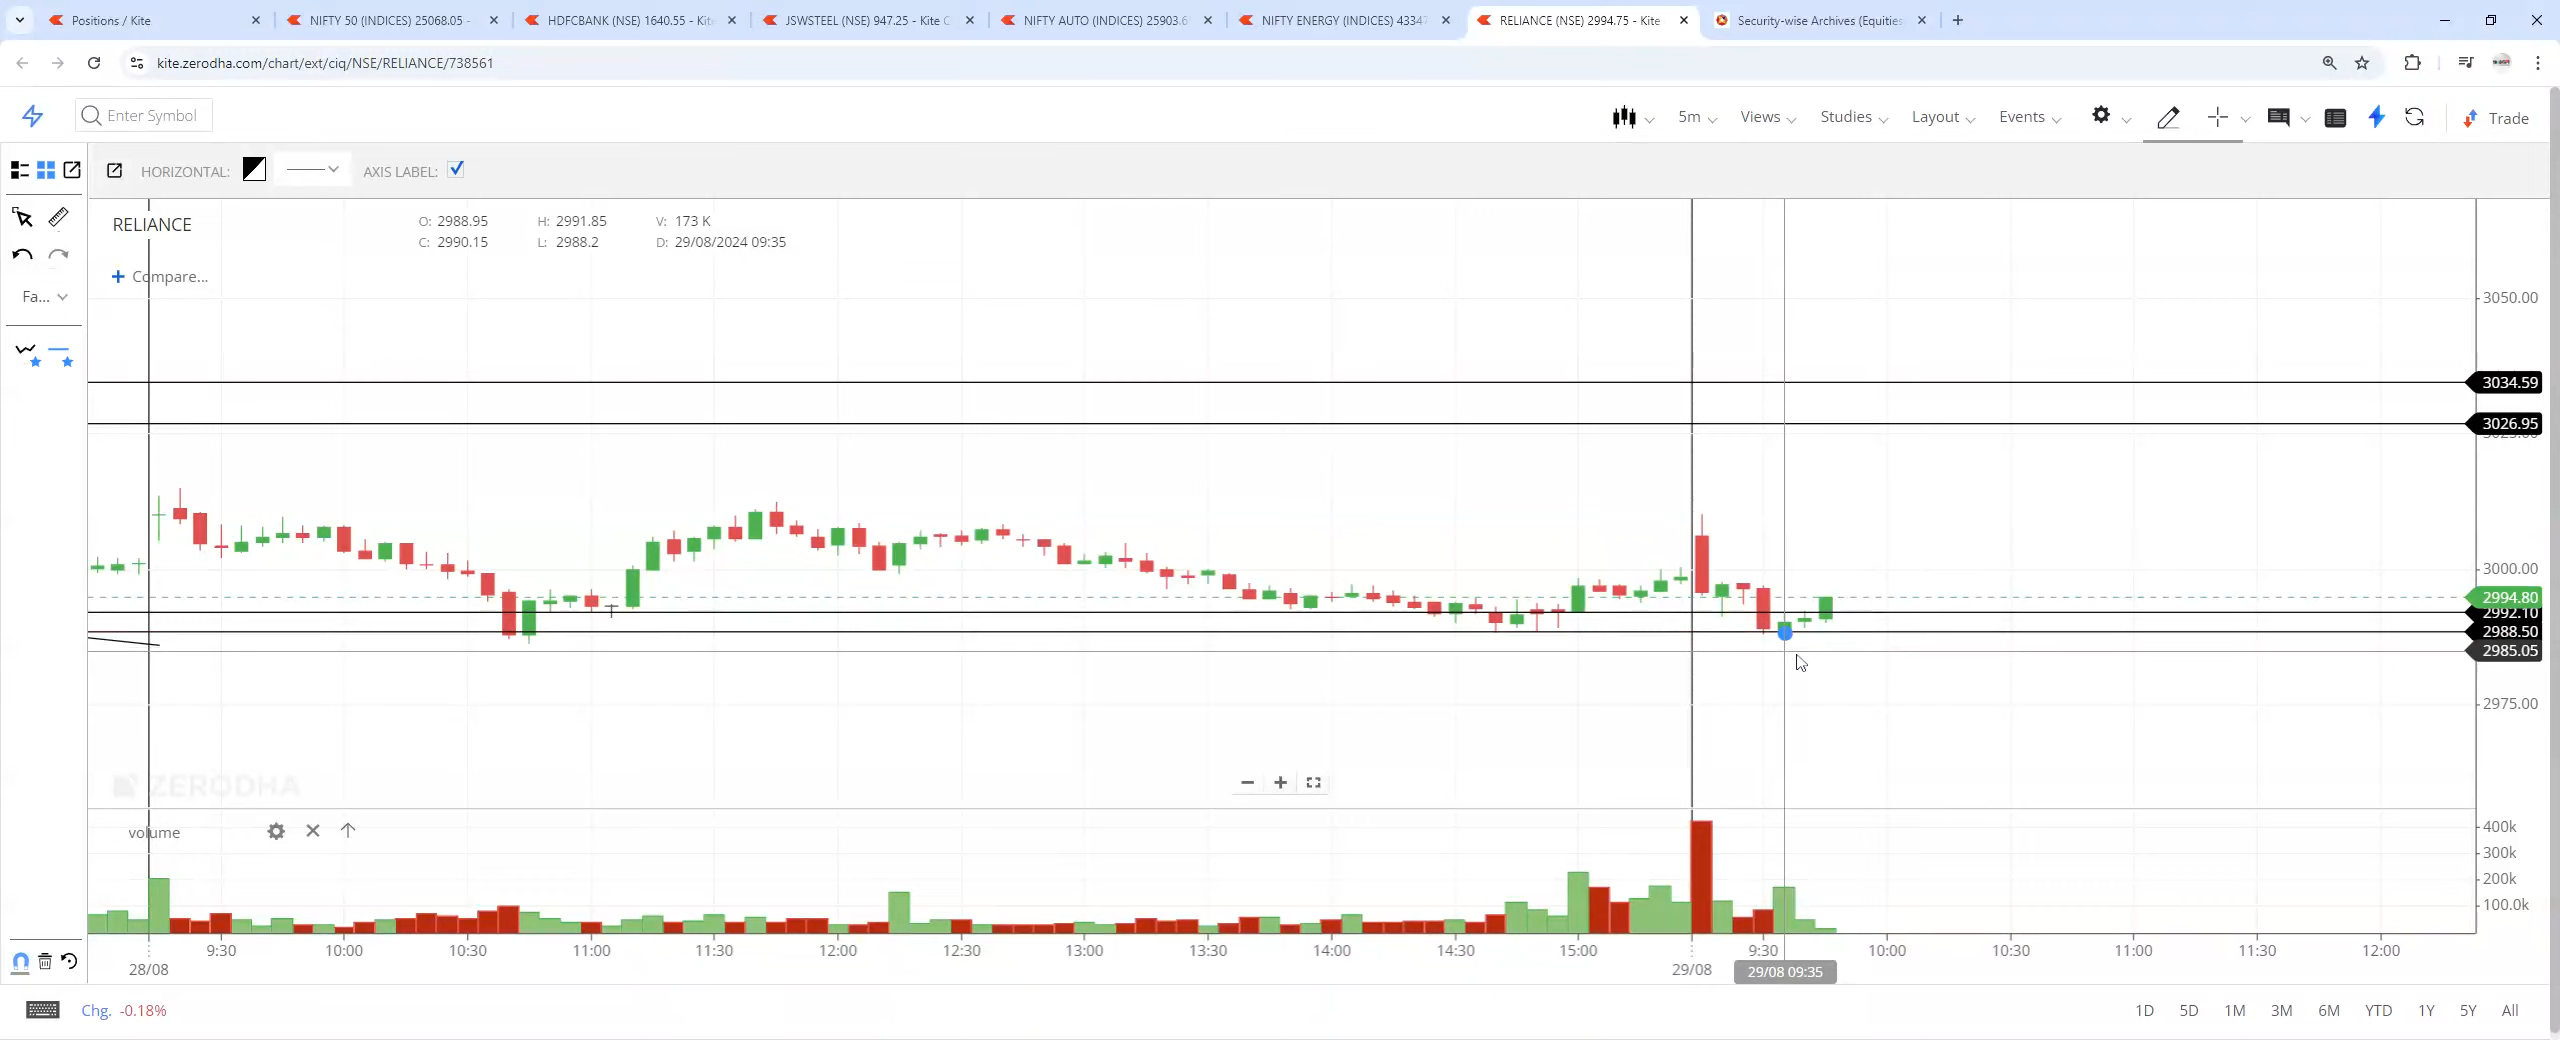 Positions / Kite
NIFTY 50 (INDICES) 25068.05 -
HDFCBANK (NSE) 1640.55 - Kite
JSWSTEEL (NSE) 947.25 - Kite C
NIFTY AUTO (INDICES) 25903.6
NIFTY ENERGY (INDICES) 43347
RELIANCE (NSE) 2994.75 - Kite
Security-wise Archives (Equities
kite.zerodha.com/chart/ext/ciq/NSE/RELIANCE/738561
Enter Symbol
5m
Views
Studies
Layout
Events
Trade
HORIZONTAL:
AXIS LABEL:
RELIANCE
O: 2988.95 H: 2991.85 V: 173 K
C: 2990.15 L: 2988.2 D: 29/08/2024 09:35
Compare...
Fa...
3050.00
3034.59
3026.95
3000.00
2994.80
2992.10
2988.50
2985.05
2975.00
ZERODHA
volume
400k
300k
200k
100.0k
9:30 10:00 10:30 11:00 11:30 12:00 12:30 13:00 13:30 14:00 14:30 15:00 9:30 10:00 10:30 11:00 11:30 12:00
28/08 29/08 29/08 09:35
Chg. -0.18%
1D 5D 1M 3M 6M YTD 1Y 5Y All